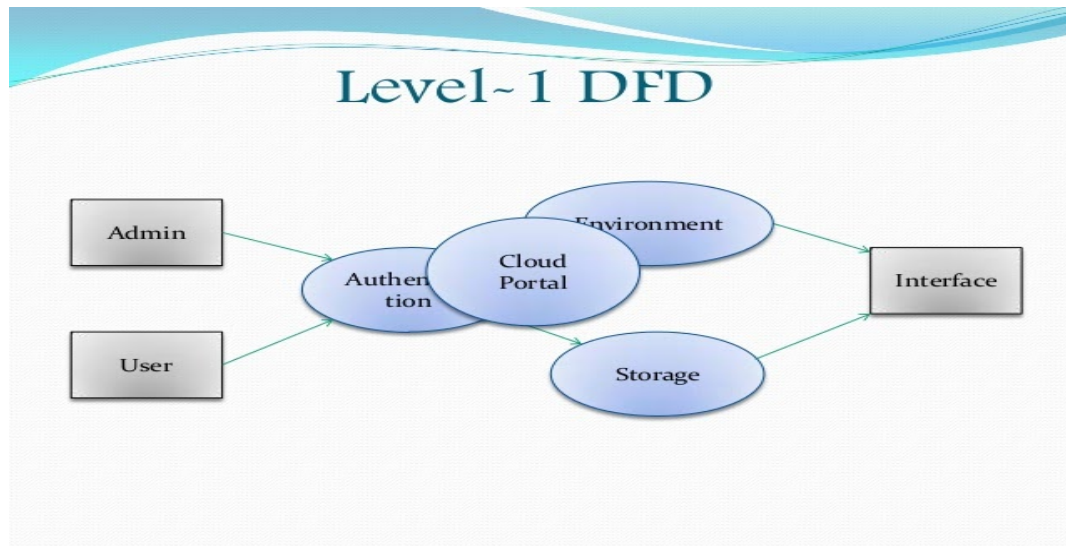 Level-1 DFD
Admin
User
Authen
tion
Cloud
Portal
Environment
Storage
Interface